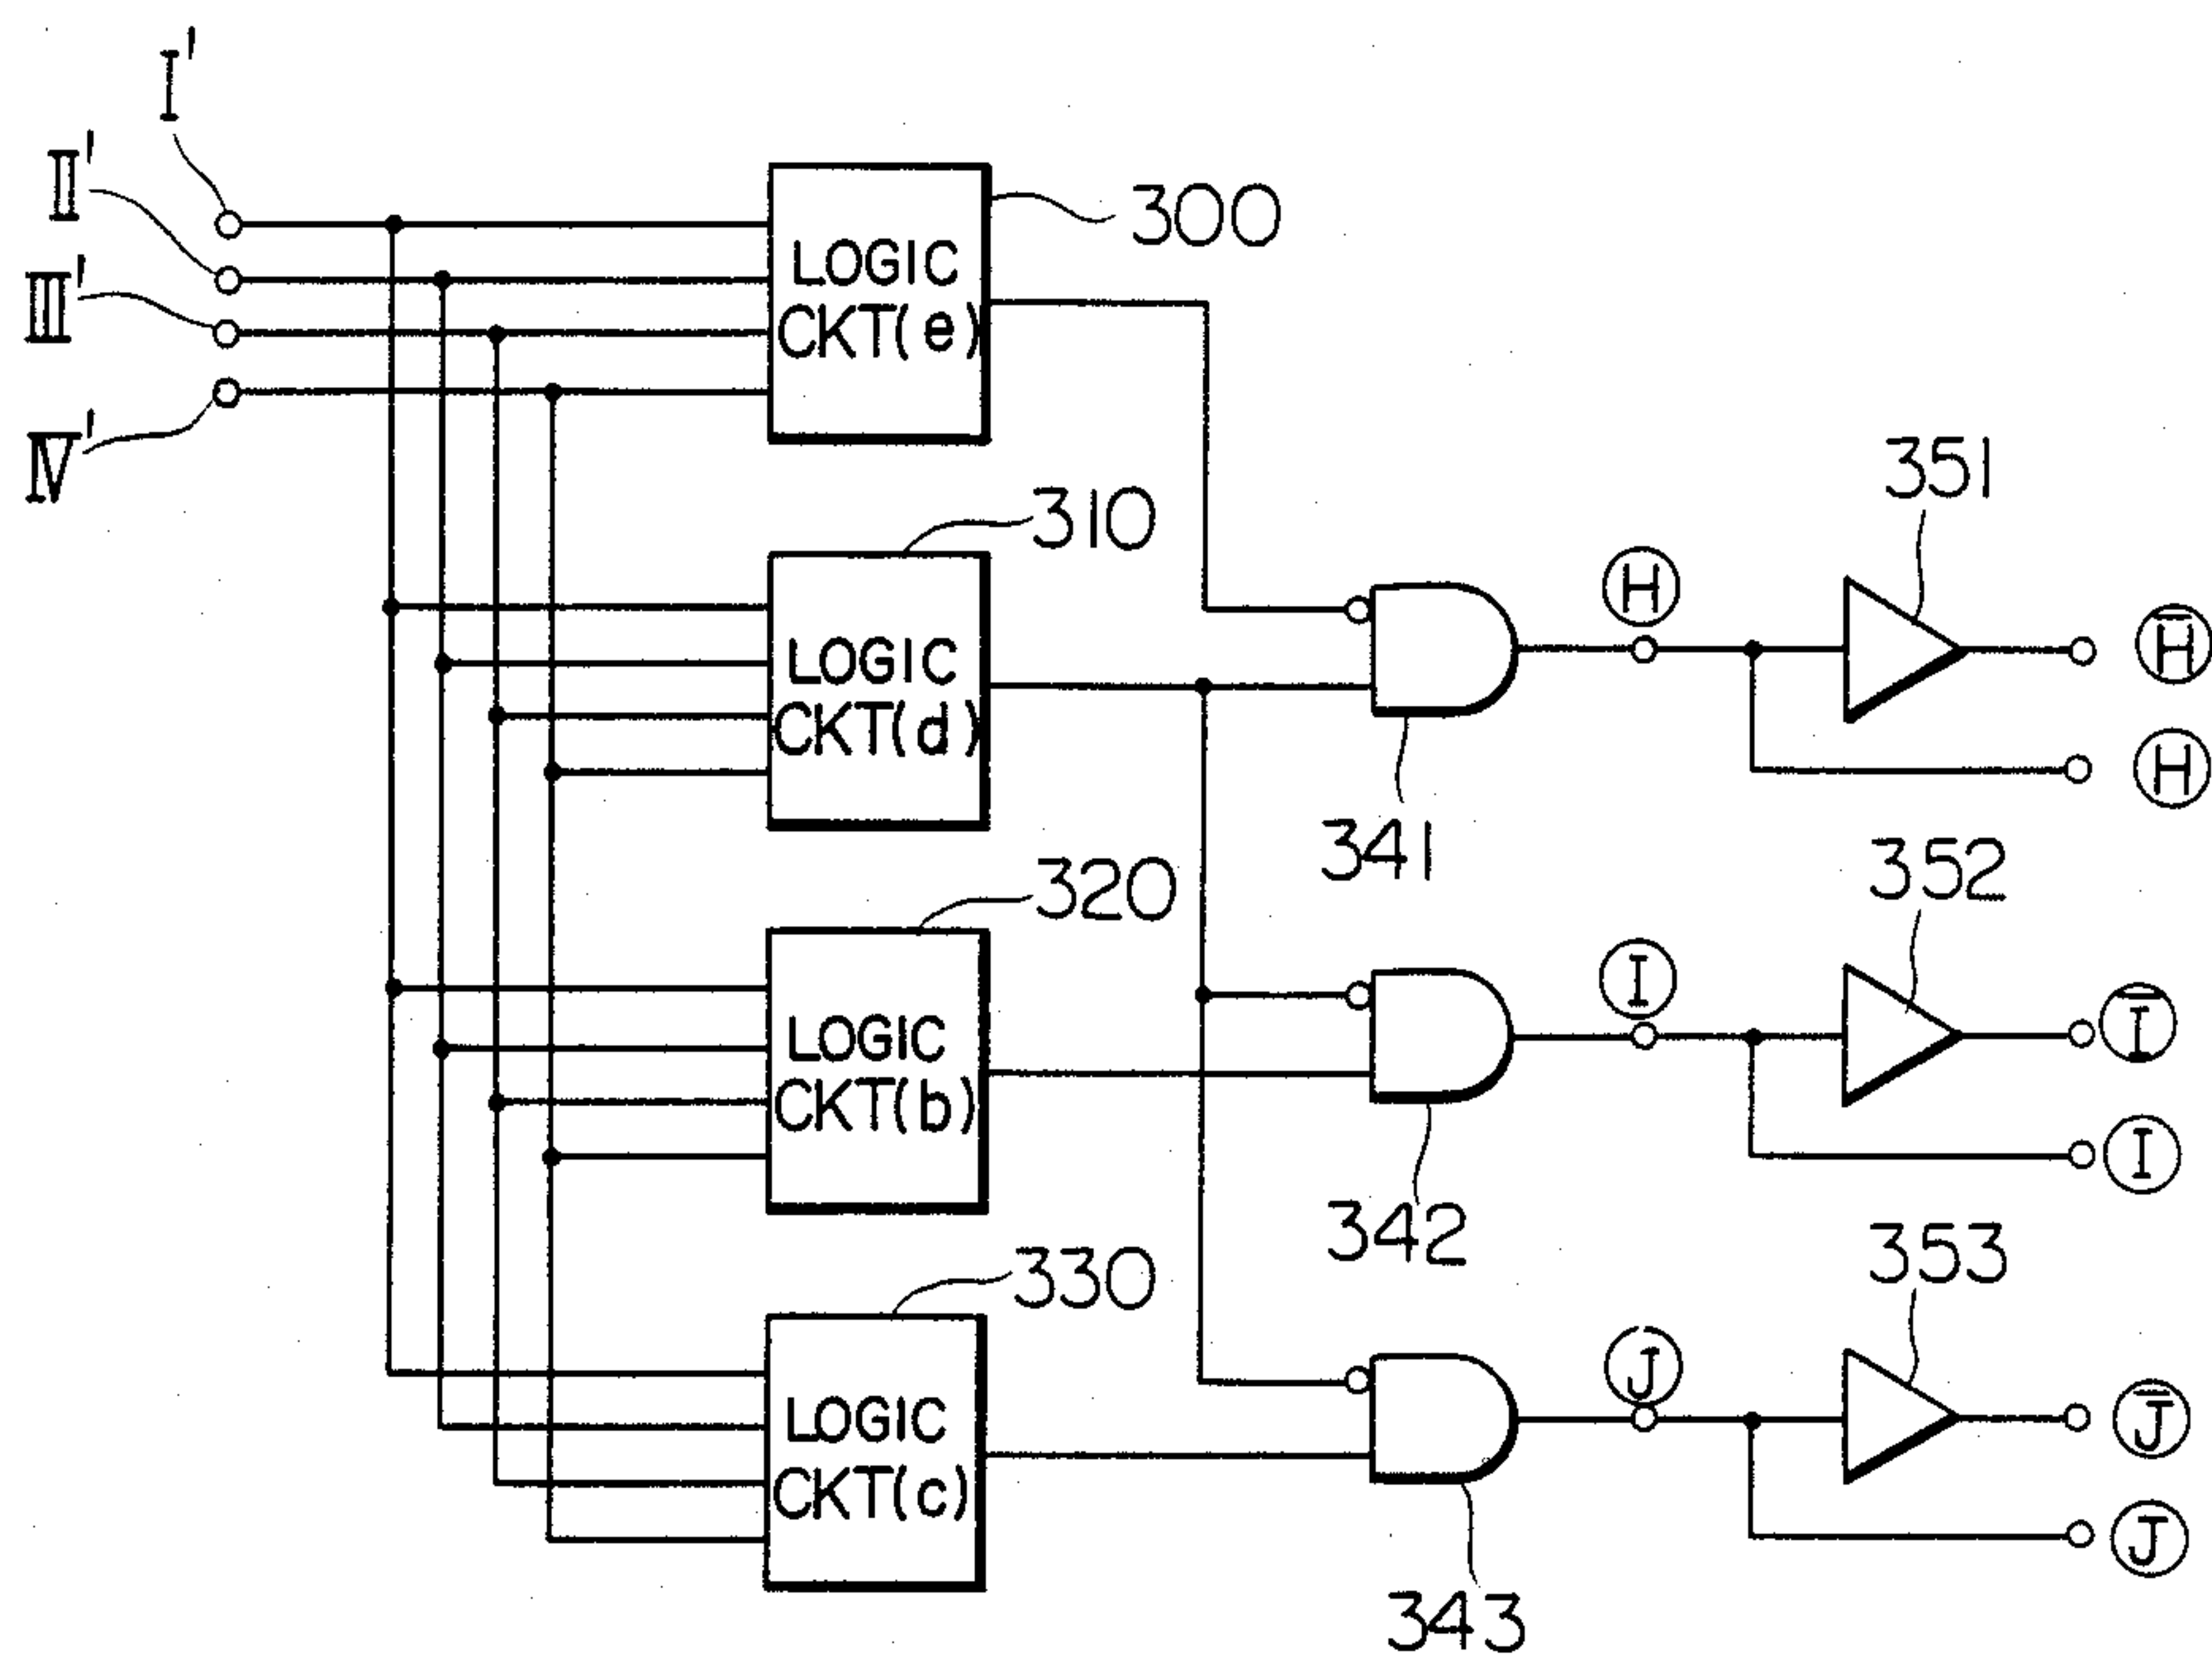 I'
II'
III'
IV'
LOGIC
CKT(e)
300
LOGIC
CKT(d)
310
LOGIC
CKT(b)
320
LOGIC
CKT(c)
330
341
342
343
H
I
J
351
352
353
H̅
H
I̅
I
J̅
J